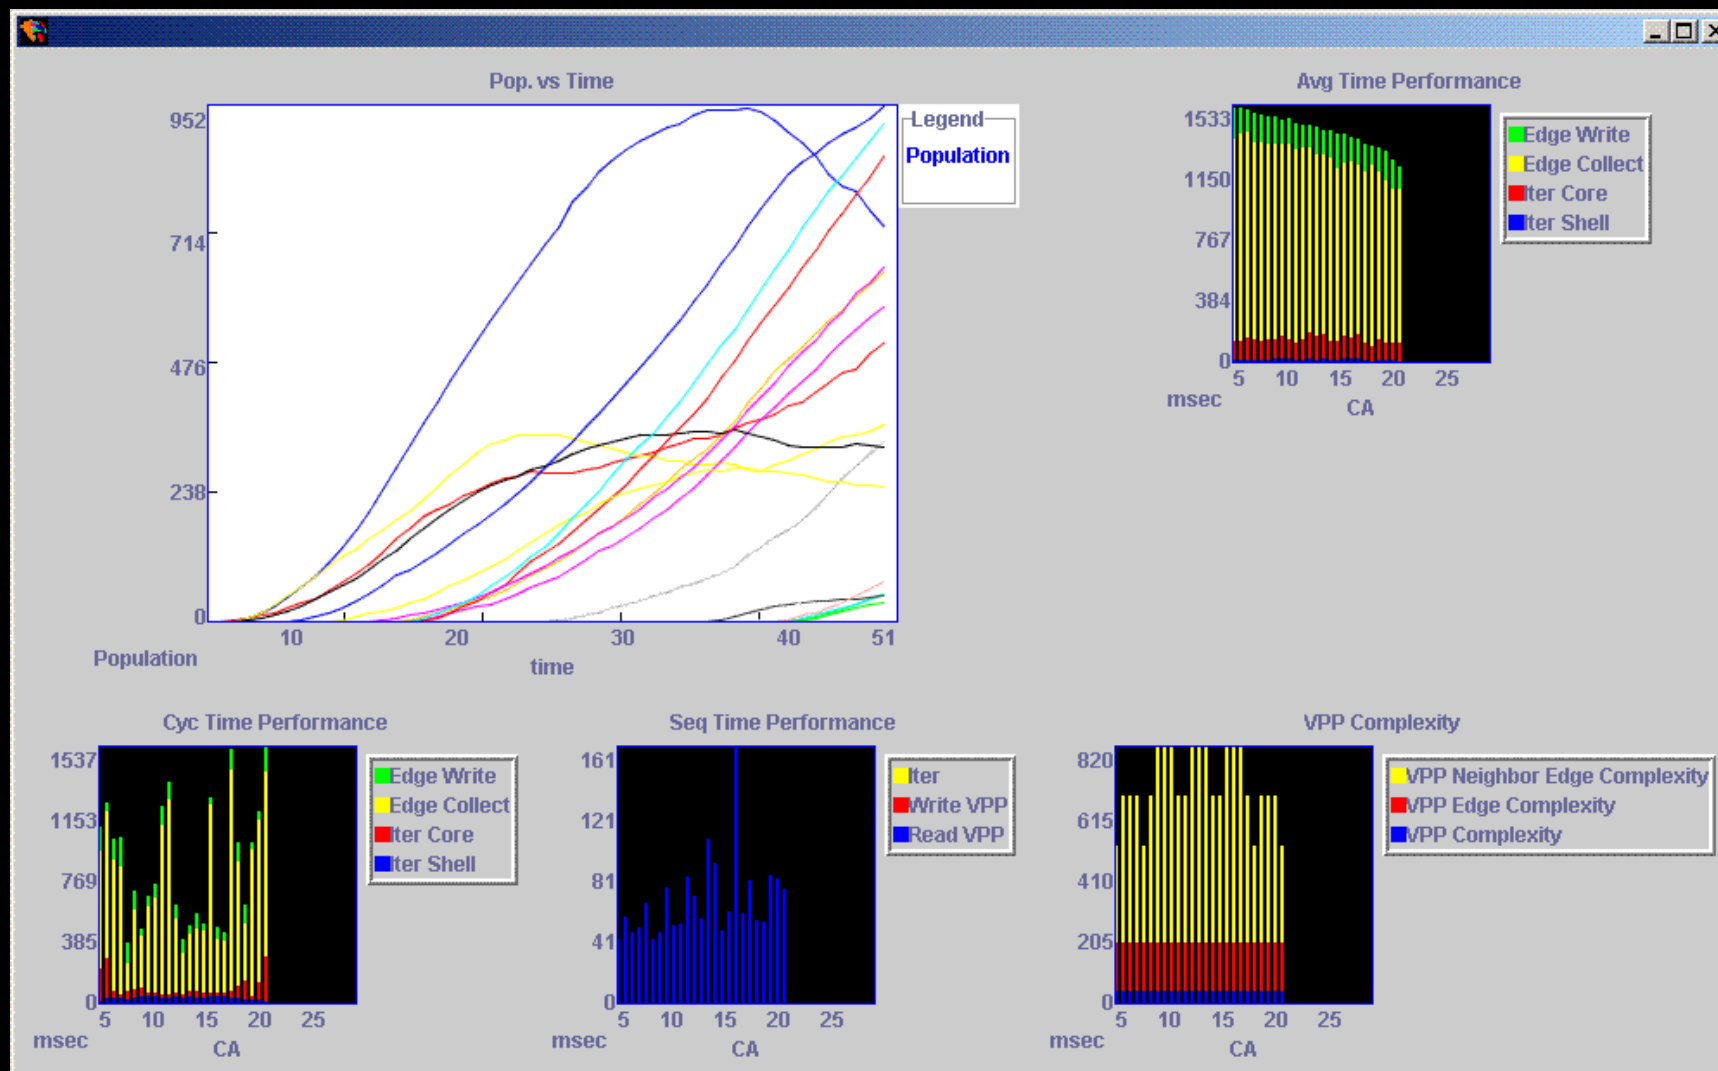 Pop. vs Time
952
714
476
238
0
10 20 30 40 51
Population
time
Legend
Population
Avg Time Performance
1533
1150
767
384
0
5 10 15 20 25
msec
CA
Edge Write
Edge Collect
Iter Core
Iter Shell
Cyc Time Performance
1537
1153
769
385
0
5 10 15 20 25
msec
CA
Edge Write
Edge Collect
Iter Core
Iter Shell
Seq Time Performance
161
121
81
41
0
5 10 15 20 25
msec
CA
Iter
Write VPP
Read VPP
VPP Complexity
820
615
410
205
0
5 10 15 20 25
msec
CA
VPP Neighbor Edge Complexity
VPP Edge Complexity
VPP Complexity